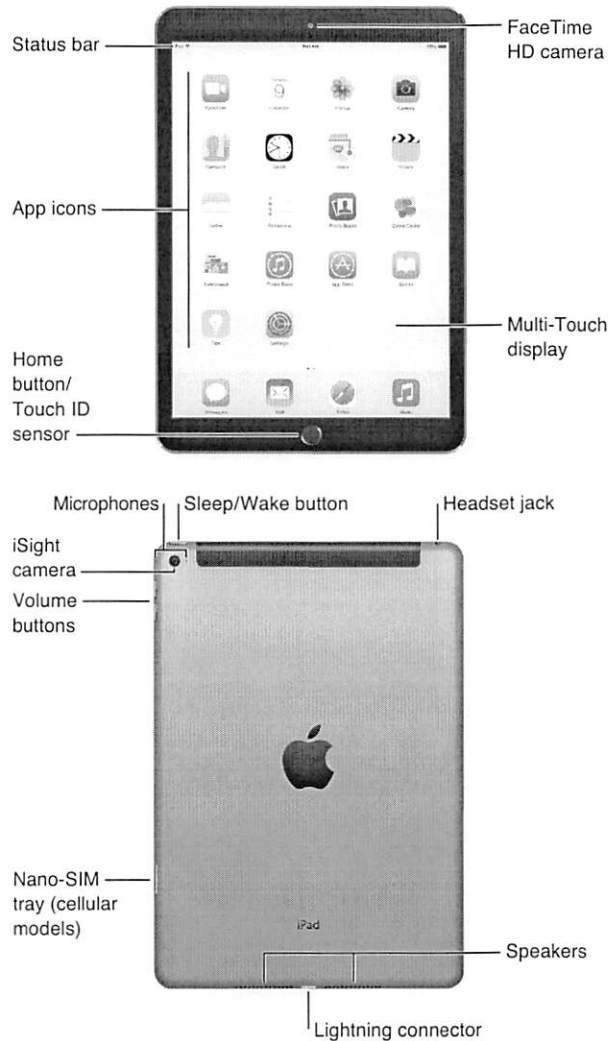 FaceTime
HD camera
Status bar
App icons
Multi-Touch
display
Settings
Home
button/
Touch ID
sensor
Microphones
Sleep/Wake button
Headset jack
iSight
camera
Volume
buttons
Nano-SIM
tray (cellular
models)
iPad
Speakers
Lightning connector